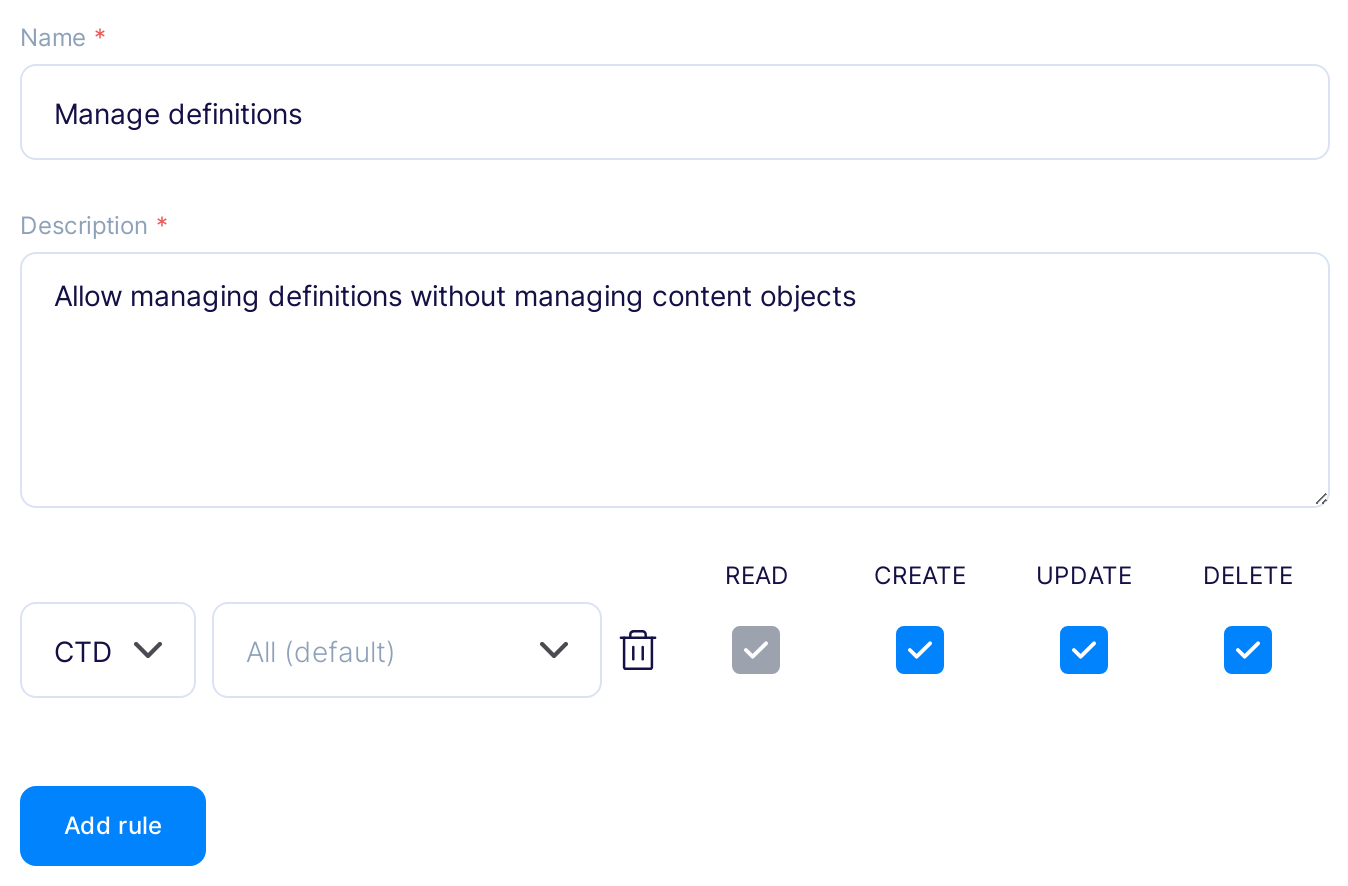 Name *
Manage definitions
Description *
Allow managing definitions without managing content objects
READ CREATE UPDATE DELETE
CTD All (default)
Add rule